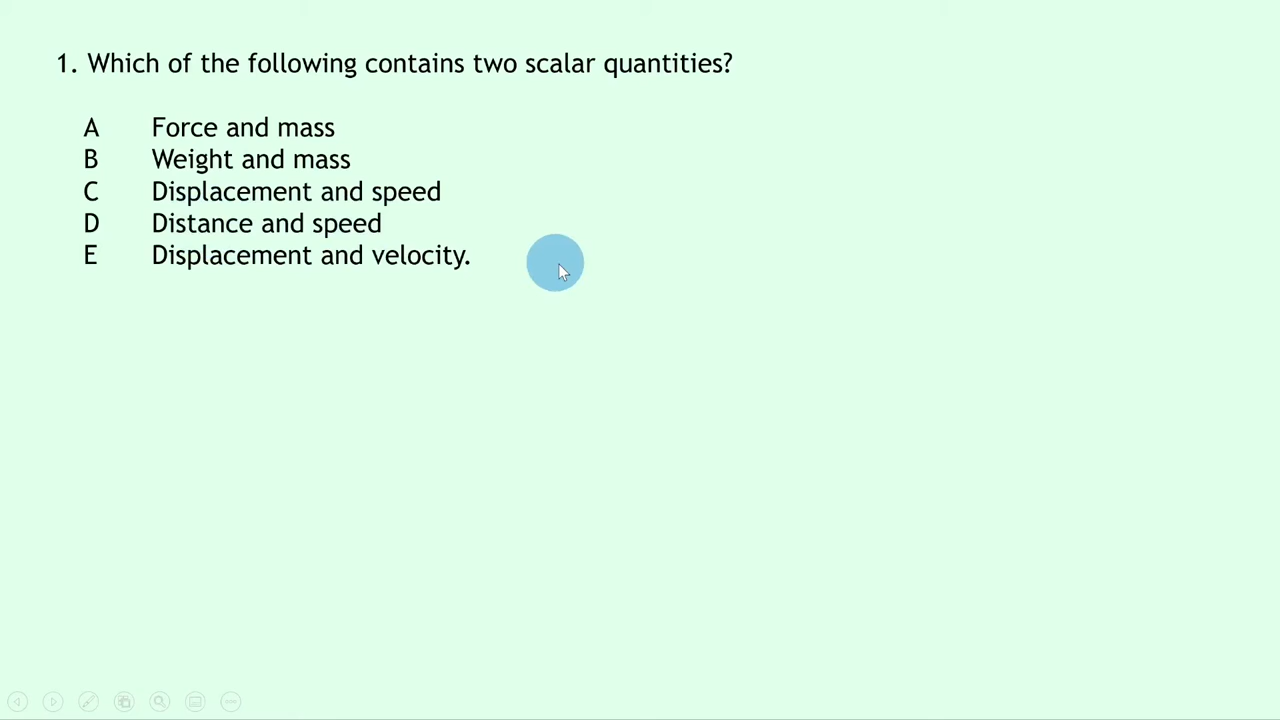 1. Which of the following contains two scalar quantities?
A Force and mass
B Weight and mass
C Displacement and speed
D Distance and speed
E Displacement and velocity.